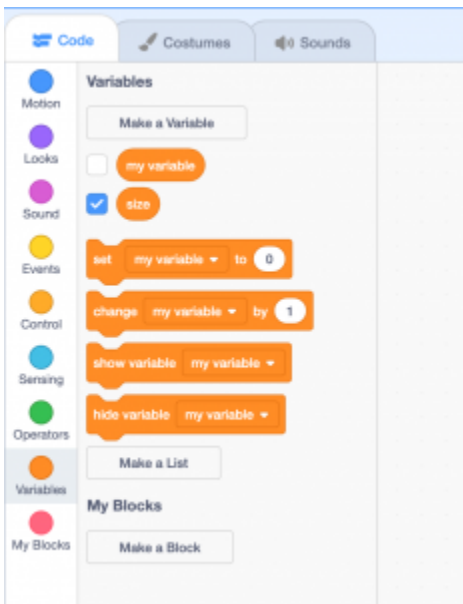 Code Costumes Sounds
Motion
Looks
Sound
Events
Control
Sensing
Operators
Variables
My Blocks
Variables
Make a Variable
my variable
size
set my variable to 0
change my variable by 1
show variable my variable
hide variable my variable
Make a List
My Blocks
Make a Block